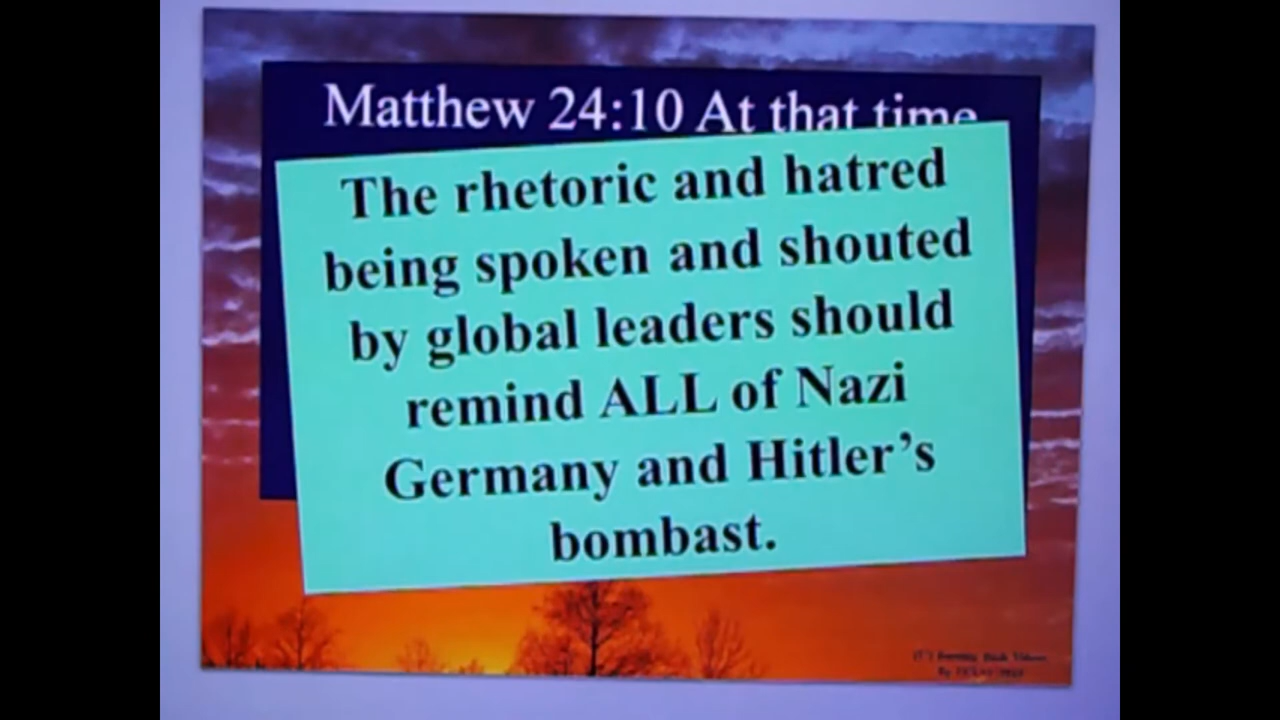 Matthew 24:10 At that time
The rhetoric and hatred
being spoken and shouted
by global leaders should
remind ALL of Nazi
Germany and Hitler's
bombast.